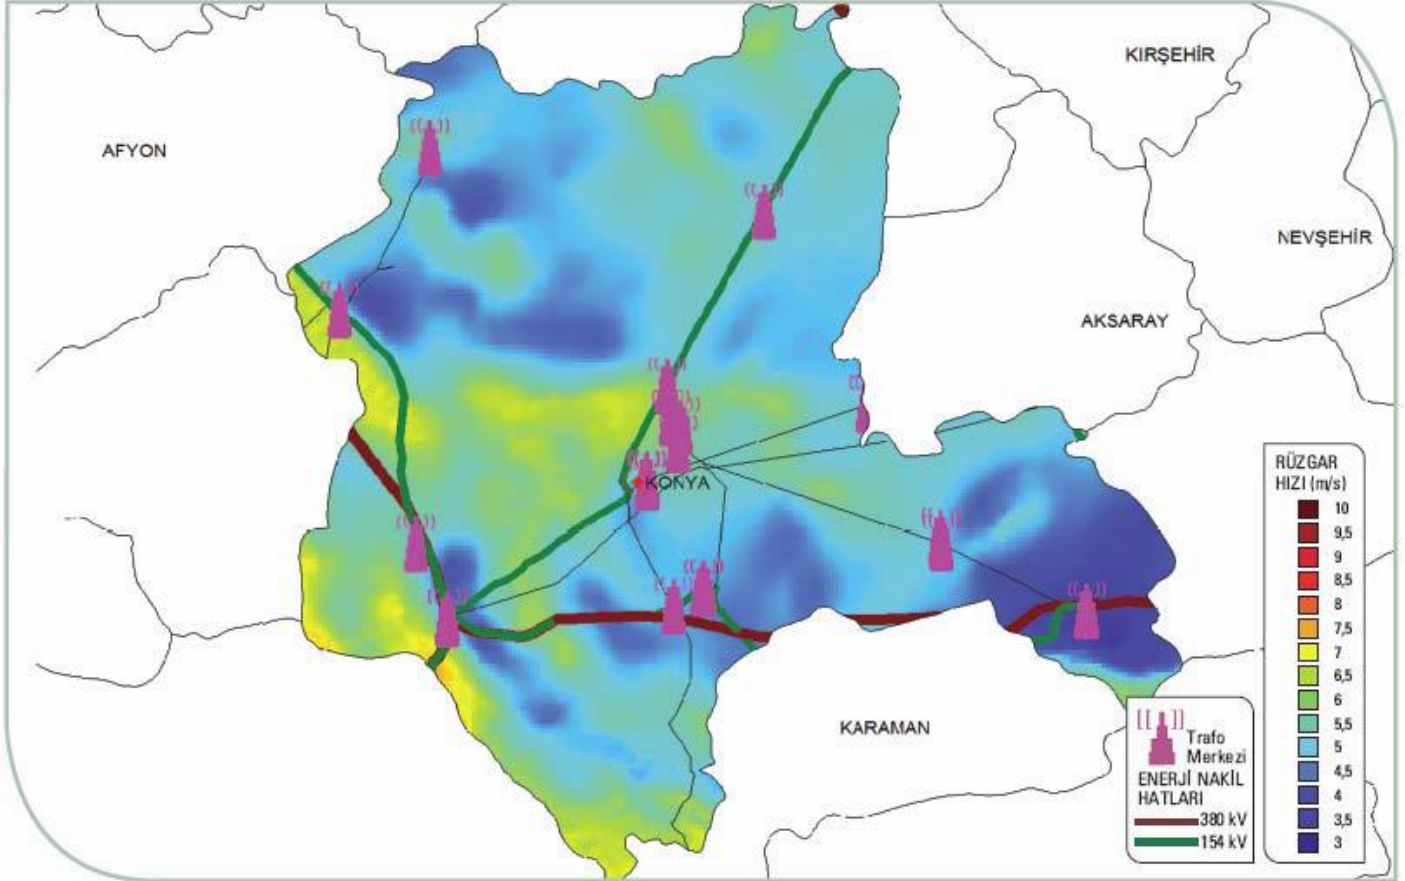 KIRŞEHİR
AFYON
NEVŞEHİR
AKSARAY
KONYA
KARAMAN
RÜZGAR
HIZI (m/s)
10
9,5
9
8,5
8
7,5
7
6,5
6
5,5
5
4,5
4
3,5
3
Trafo
Merkezi
ENERJİ NAKİL
HATLARI
380 kV
154 kV